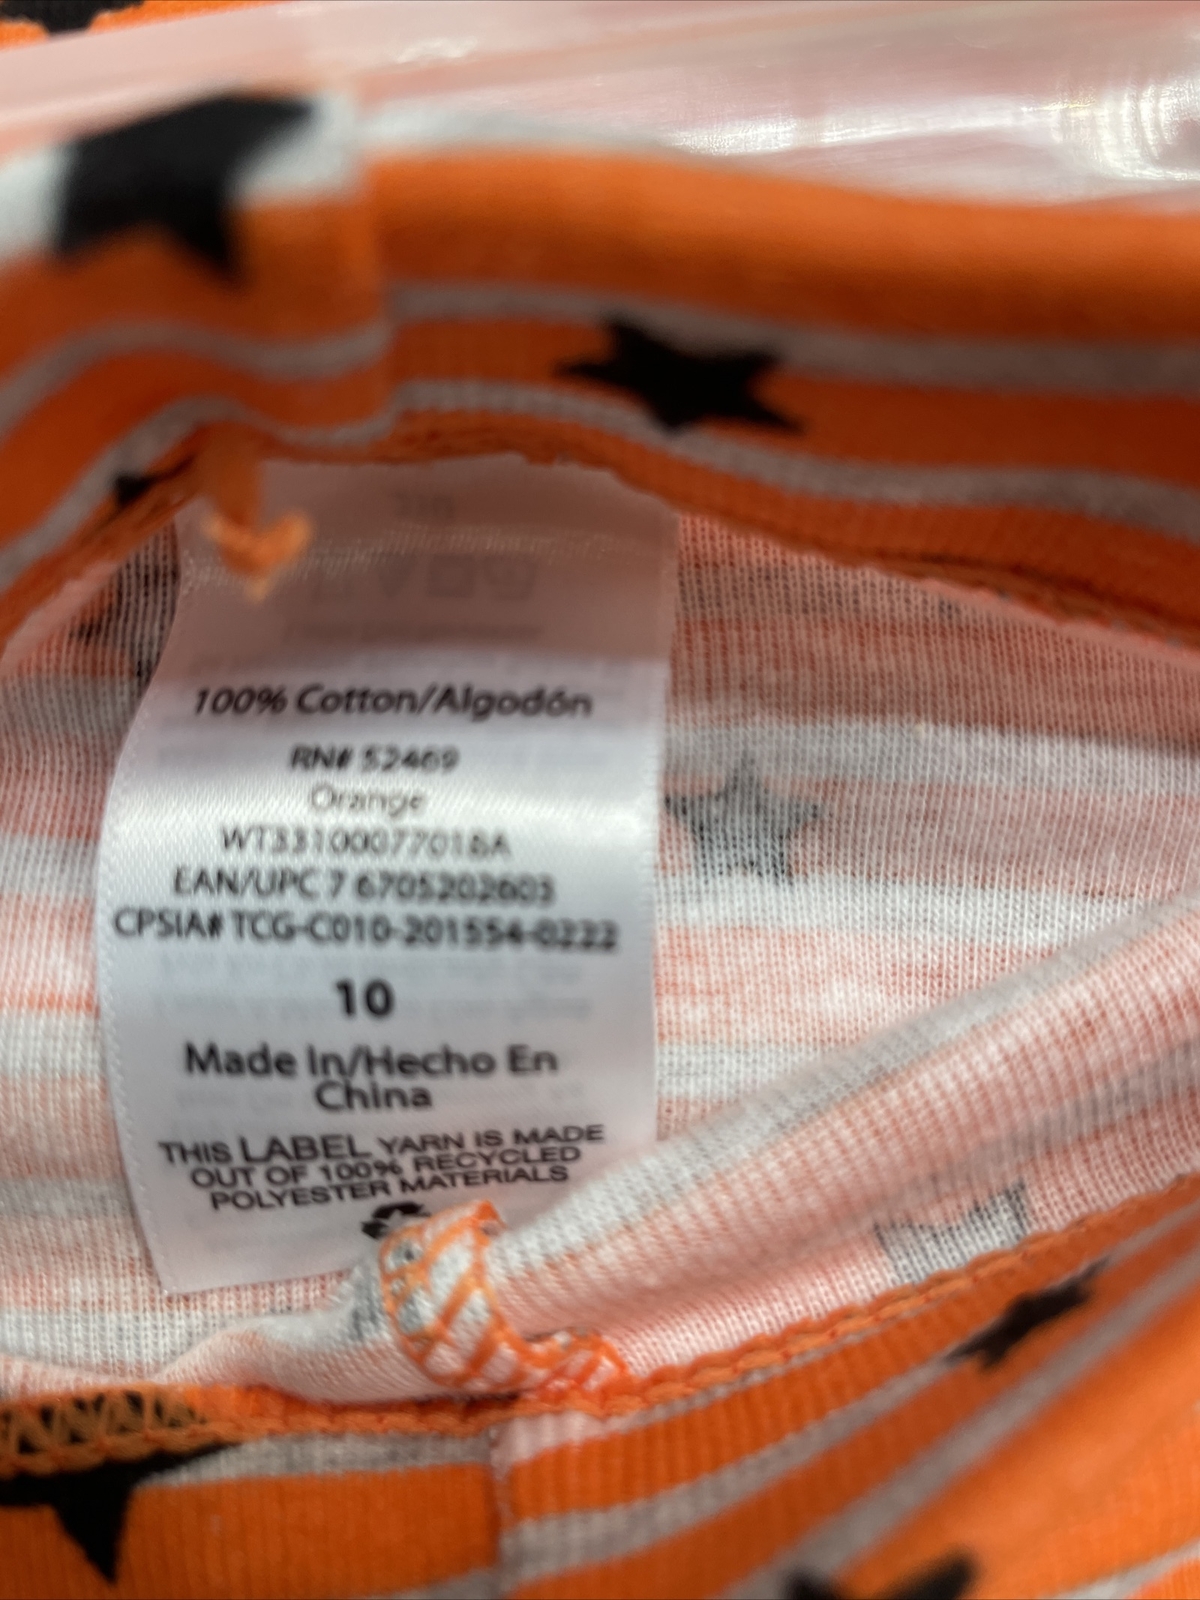 100% Cotton/Algodón
RN# 52469
Orange
WT33100077018A
EAN/UPC 7 6705202603
CPSIA# TCG-C010-201554-0222
10
Made In/Hecho En
China
THIS LABEL YARN IS MADE
OUT OF 100% RECYCLED
POLYESTER MATERIALS